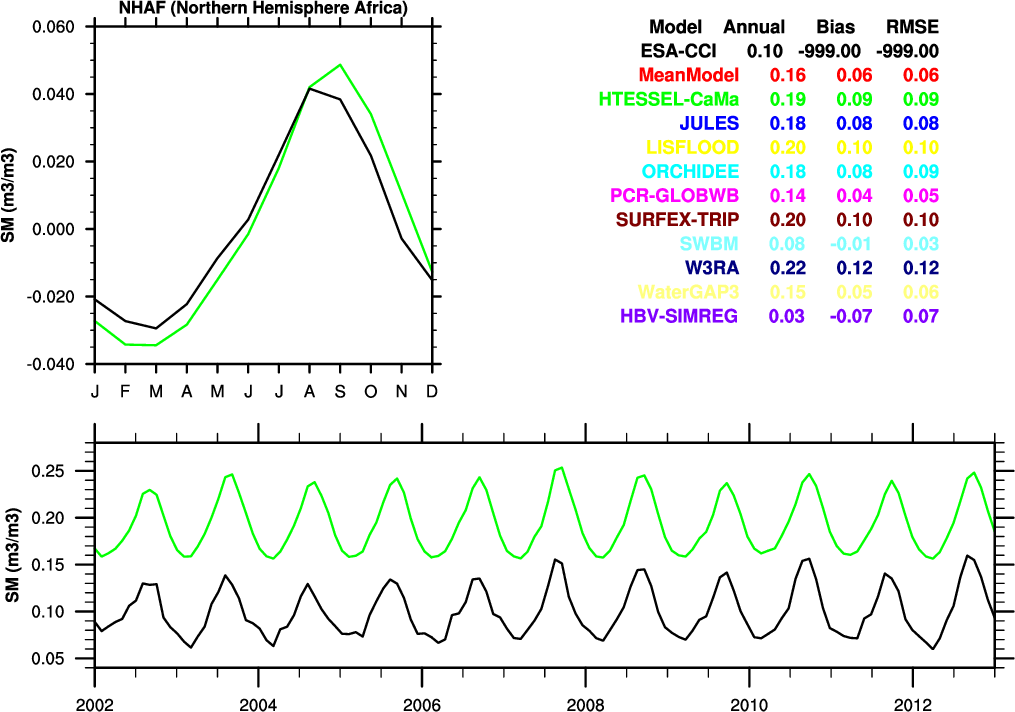 NHAF (Northern Hemisphere Africa)
0.060
0.040
0.020
0.000
-0.020
-0.040
SM (m3/m3)
J F M A M J J A S O N D
Model Annual Bias RMSE
ESA-CCI 0.10 -999.00 -999.00
MeanModel 0.16 0.06 0.06
HTESSEL-CaMa 0.19 0.09 0.09
JULES 0.18 0.08 0.08
LISFLOOD 0.20 0.10 0.10
ORCHIDEE 0.18 0.08 0.09
PCR-GLOBWB 0.14 0.04 0.05
SURFEX-TRIP 0.20 0.10 0.10
SWBM 0.08 -0.01 0.03
W3RA 0.22 0.12 0.12
WaterGAP3 0.15 0.05 0.06
HBV-SIMREG 0.03 -0.07 0.07
0.25
0.20
0.15
0.10
0.05
SM (m3/m3)
2002 2004 2006 2008 2010 2012